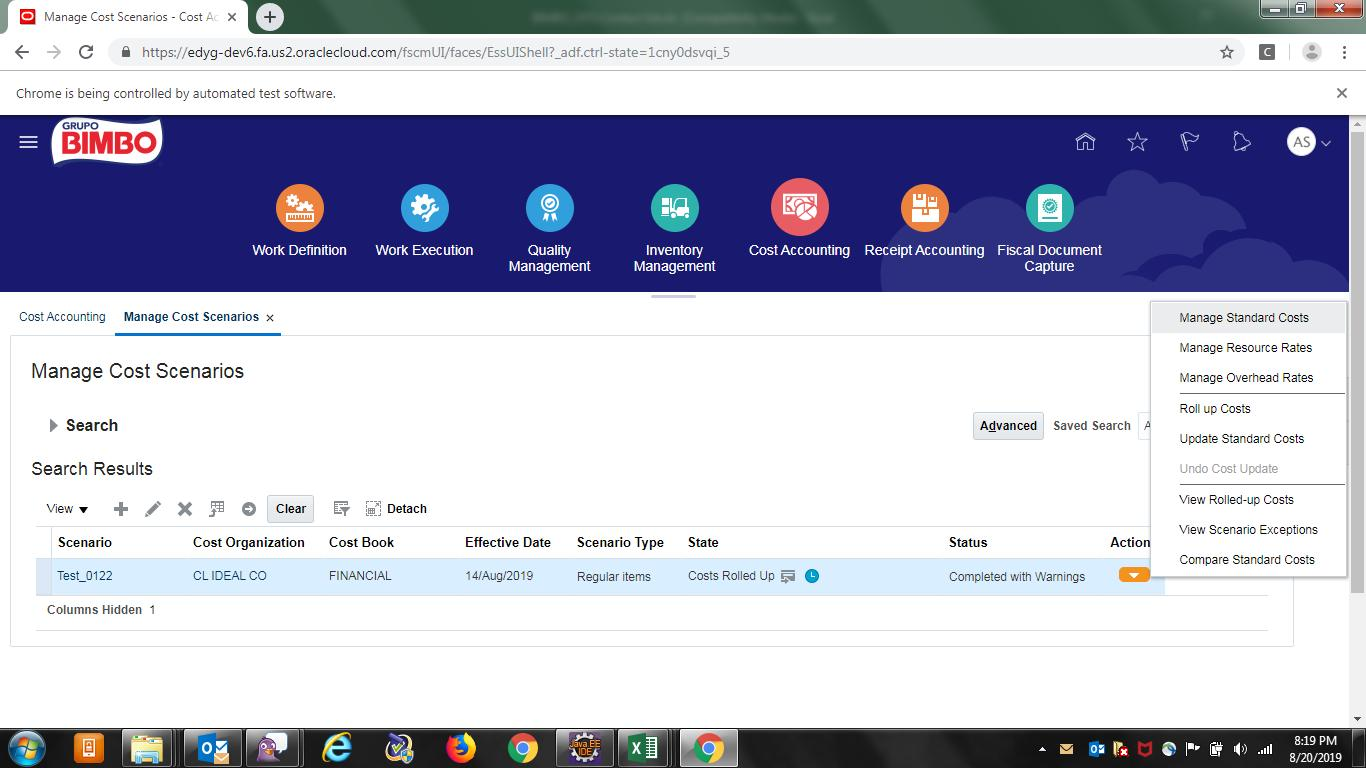 Manage Cost Scenarios - Cost Ac
https://edyg-dev6.fa.us2.oraclecloud.com/fscmUI/faces/EssUIShell?_adf.ctrl-state=1cny0dsvqi_5
C
Chrome is being controlled by automated test software.
GRUPO
BIMBO
AS
Work Definition
Work Execution
Quality Management
Inventory Management
Cost Accounting
Receipt Accounting
Fiscal Document Capture
Cost Accounting
Manage Cost Scenarios
Manage Cost Scenarios
Search
Advanced
Saved Search
A
Manage Standard Costs
Manage Resource Rates
Manage Overhead Rates
Roll up Costs
Update Standard Costs
Undo Cost Update
View Rolled-up Costs
View Scenario Exceptions
Compare Standard Costs
Search Results
View
Clear
Detach
Scenario Cost Organization Cost Book Effective Date Scenario Type State Status Action
Test_0122 CL IDEAL CO FINANCIAL 14/Aug/2019 Regular items Costs Rolled Up Completed with Warnings
Columns Hidden 1
Java EE
IDE
8:19 PM
8/20/2019